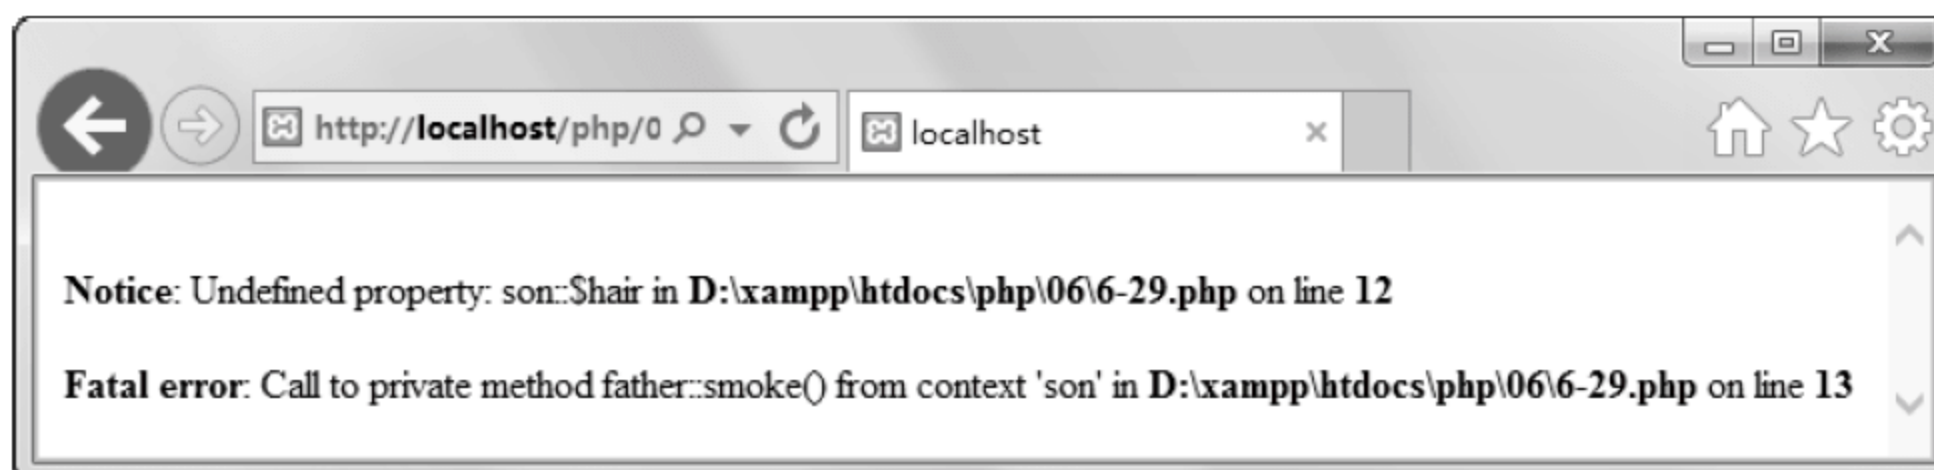 http://localhost/php/0
localhost
Notice: Undefined property: son::$hair in D:\xampp\htdocs\php\06\6-29.php on line 12
Fatal error: Call to private method father::smoke() from context 'son' in D:\xampp\htdocs\php\06\6-29.php on line 13